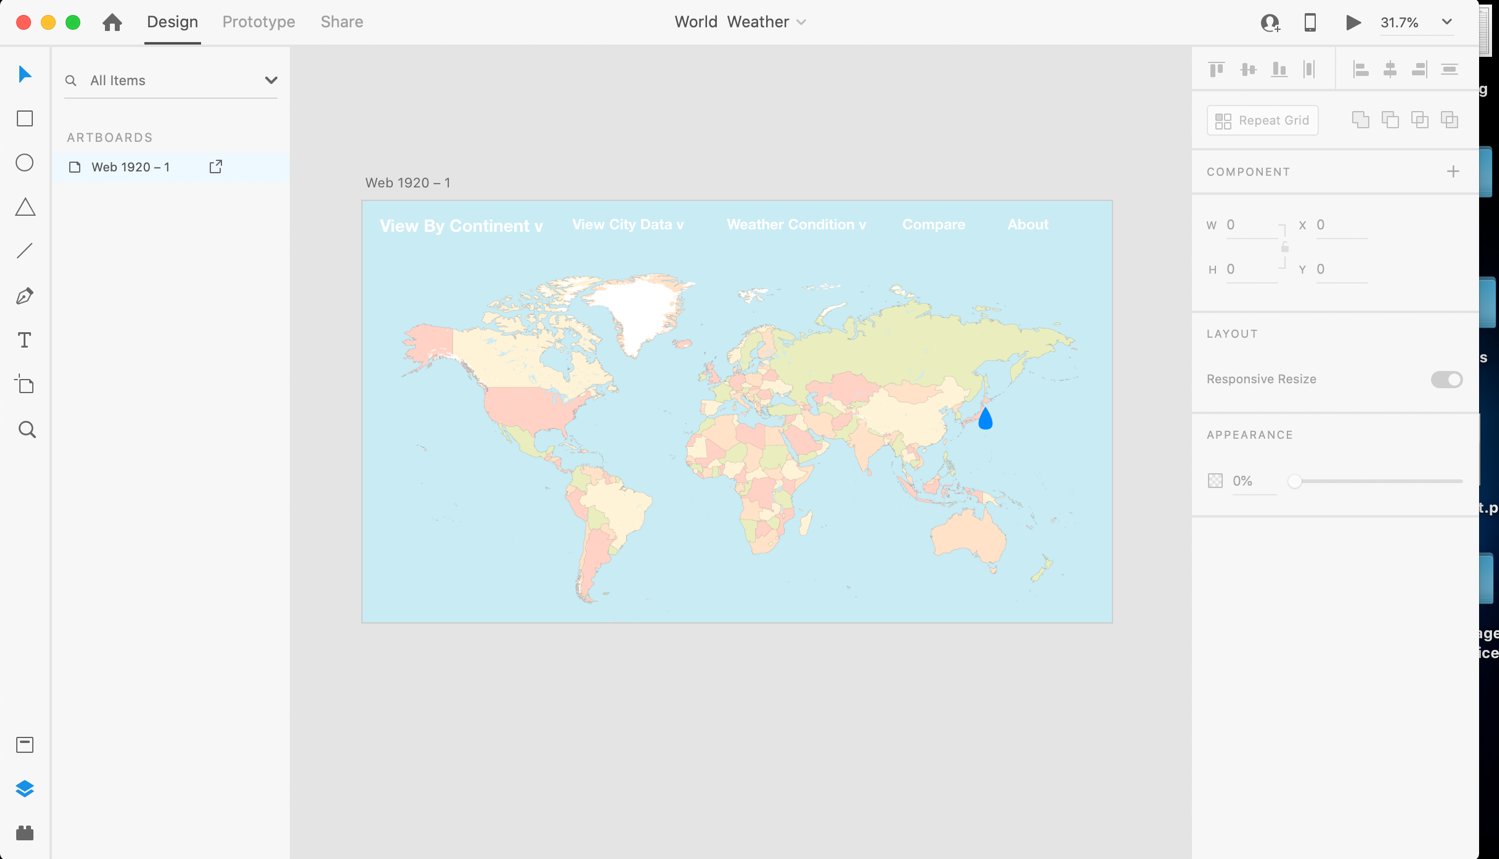 Design Prototype Share World Weather 31.7%
All Items
Repeat Grid
ARTBOARDS
Web 1920 – 1
COMPONENT
Web 1920 – 1
View By Continent v View City Data v Weather Condition v Compare About
W 0 X 0
H 0 Y 0
LAYOUT
Responsive Resize
APPEARANCE
0%
g
s
t.p
age
ice